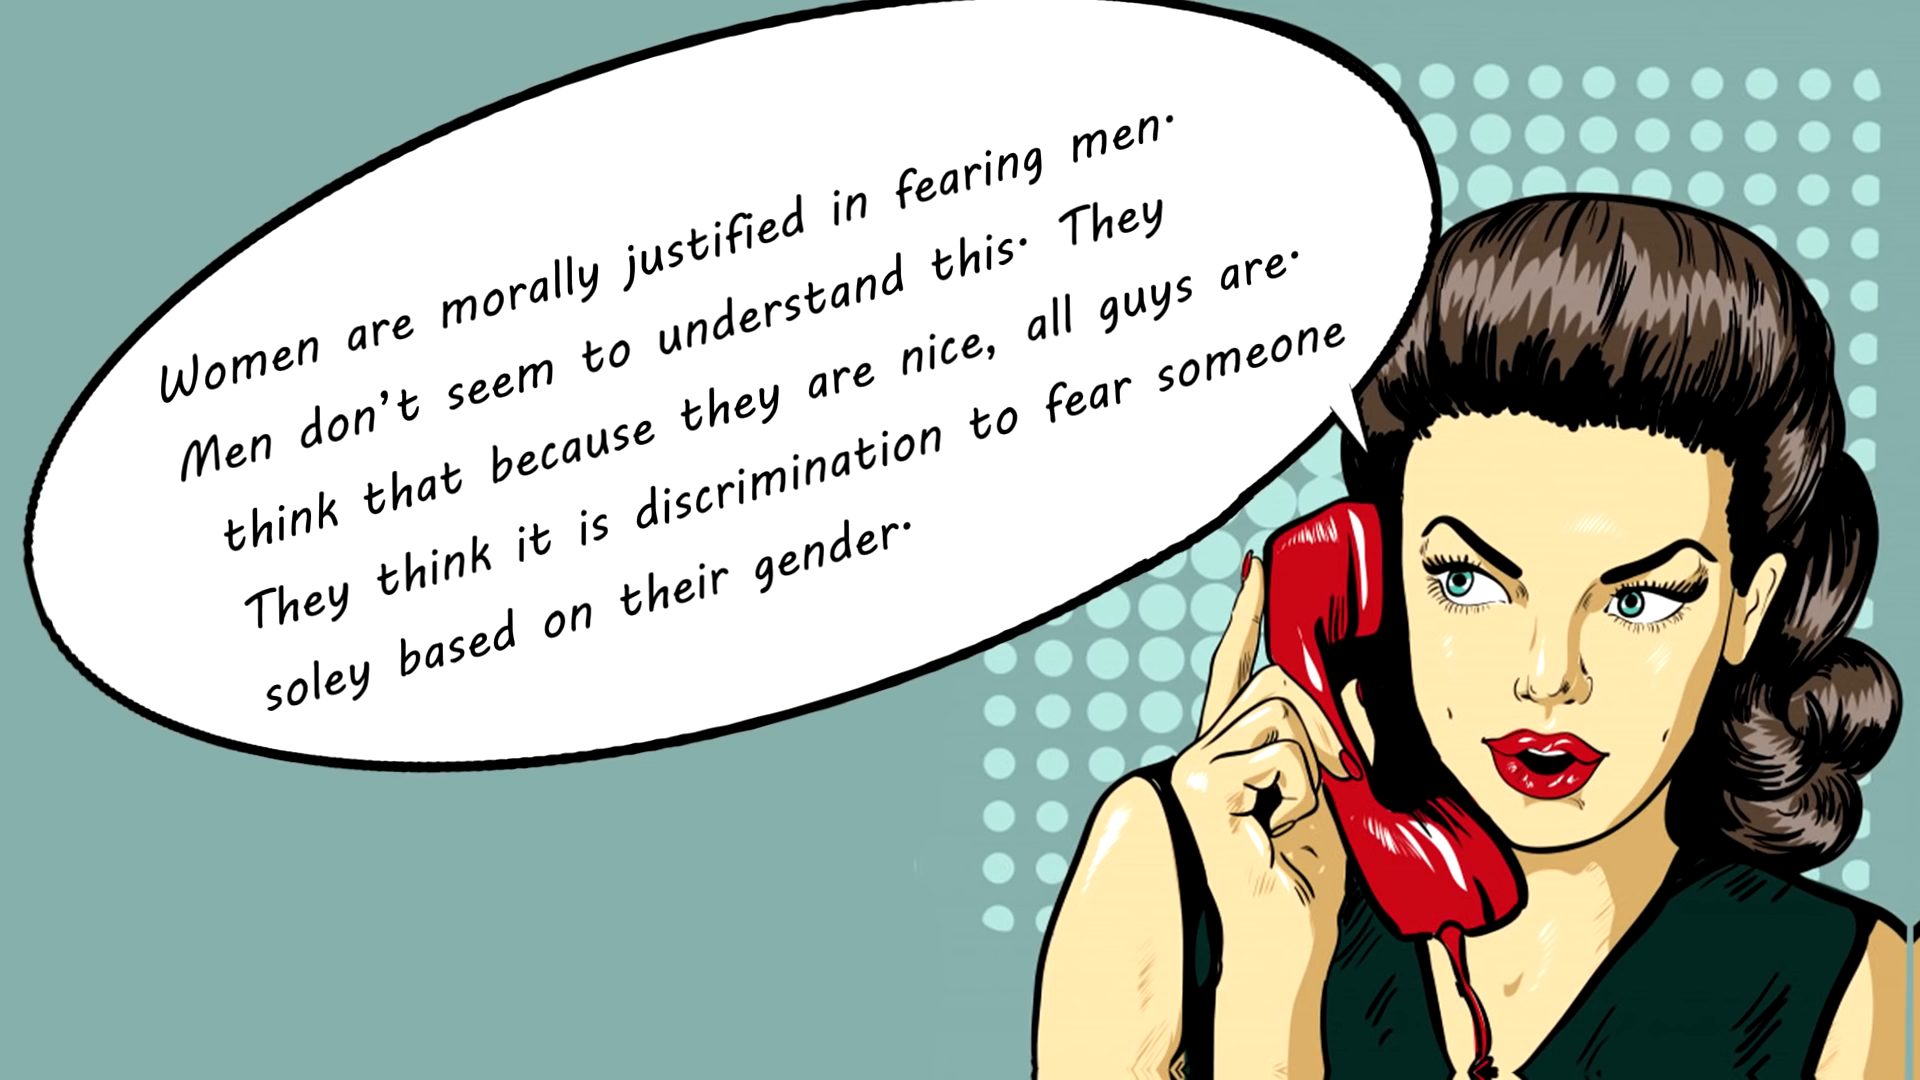 Women are morally justified in fearing men.
Men don't seem to understand this. They
think that because they are nice, all guys are.
They think it is discrimination to fear someone
soley based on their gender.